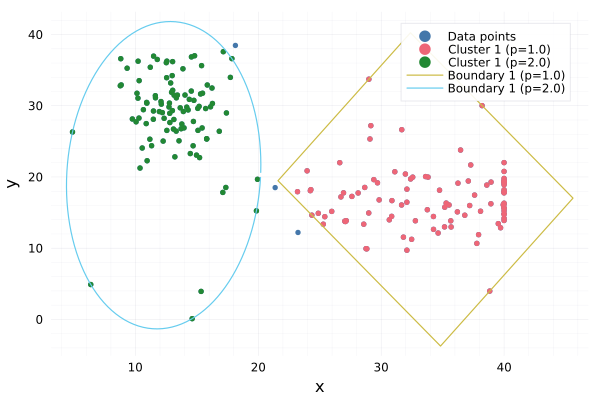 40
30
20
10
0
y
10
20
30
40
x
Data points
Cluster 1 (p=1.0)
Cluster 1 (p=2.0)
Boundary 1 (p=1.0)
Boundary 1 (p=2.0)